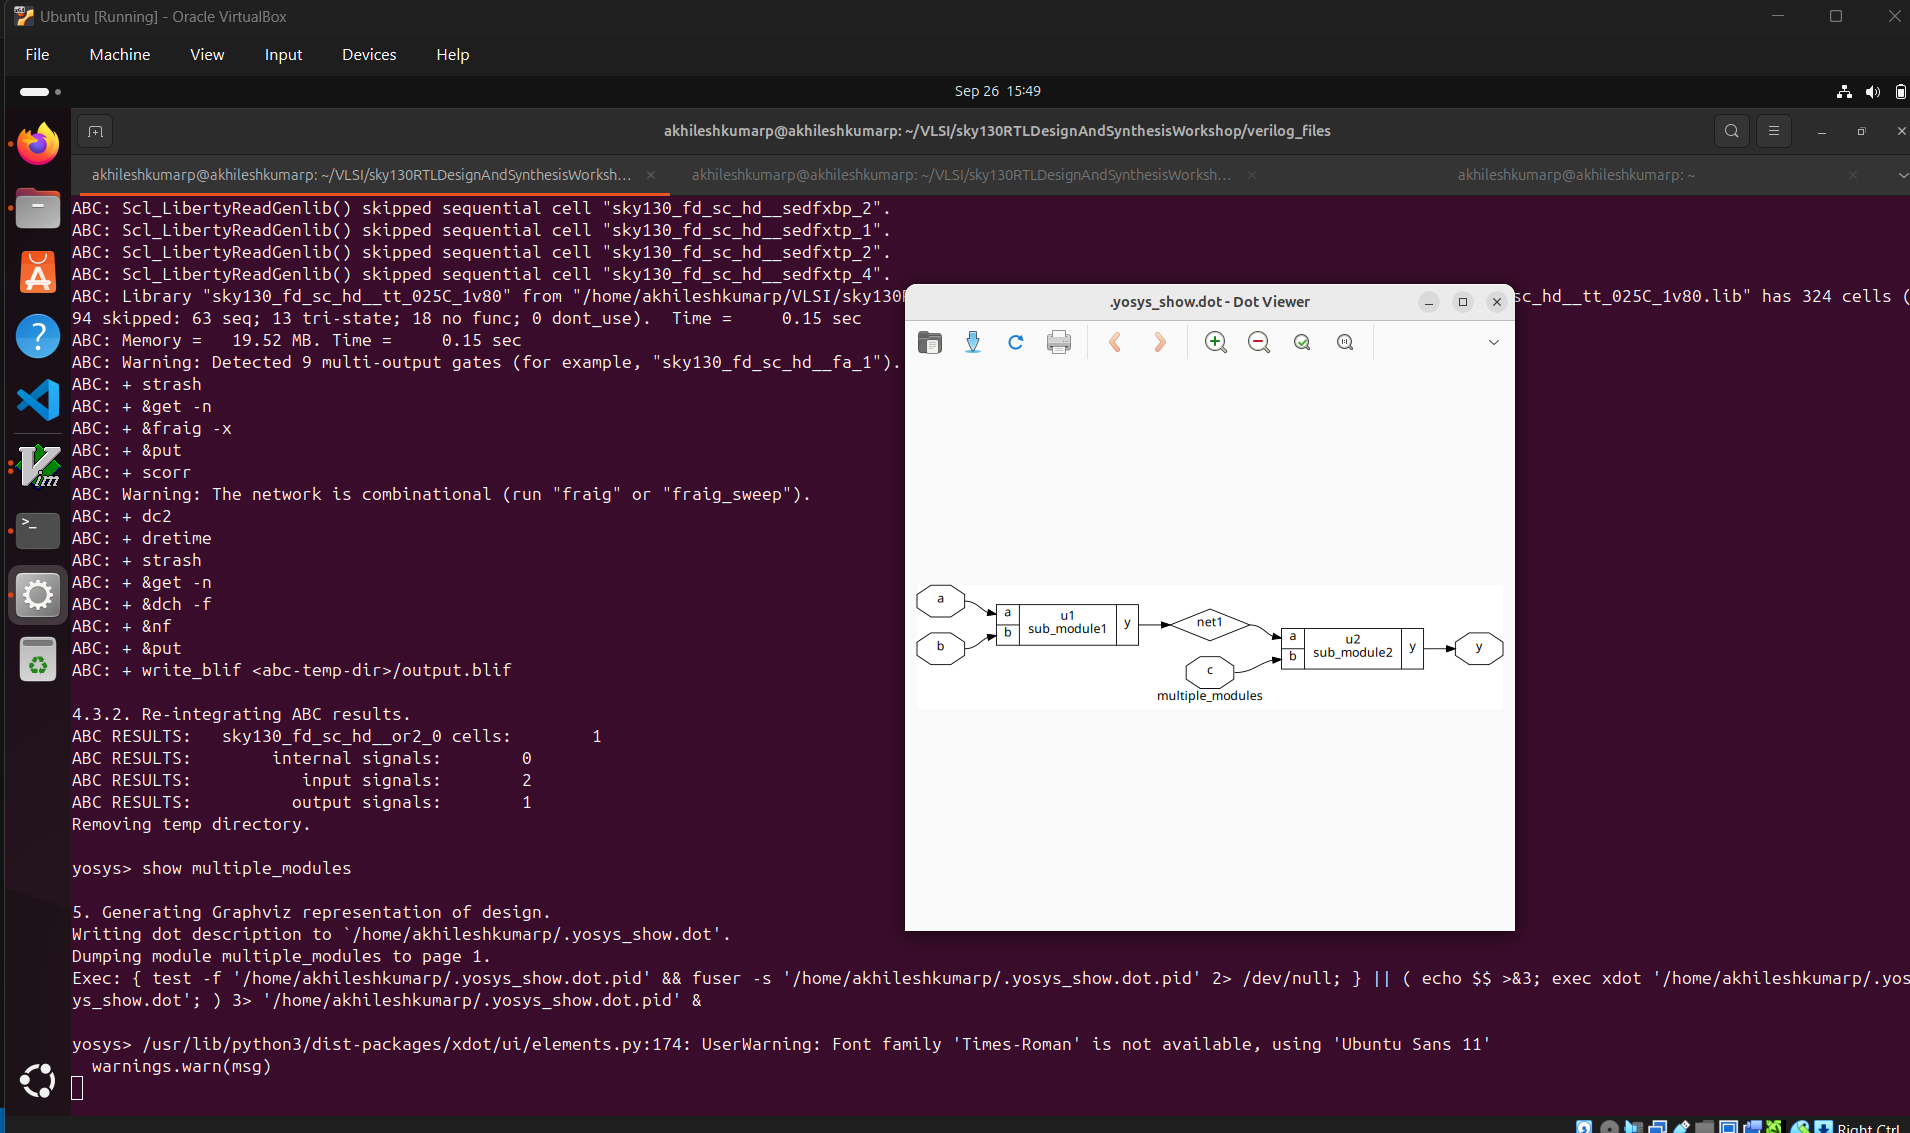 Ubuntu [Running] - Oracle VirtualBox
File Machine View Input Devices Help
Sep 26 15:49
akhileshkumarp@akhileshkumarp: ~/VLSI/sky130RTLDesignAndSynthesisWorkshop/verilog_files
akhileshkumarp@akhileshkumarp: ~/VLSI/sky130RTLDesignAndSynthesisWorksh... akhileshkumarp@akhileshkumarp: ~/VLSI/sky130RTLDesignAndSynthesisWorksh... akhileshkumarp@akhileshkumarp: ~
ABC: Scl_LibertyReadGenlib() skipped sequential cell "sky130_fd_sc_hd__sedfxbp_2".
ABC: Scl_LibertyReadGenlib() skipped sequential cell "sky130_fd_sc_hd__sedfxtp_1".
ABC: Scl_LibertyReadGenlib() skipped sequential cell "sky130_fd_sc_hd__sedfxtp_2".
ABC: Scl_LibertyReadGenlib() skipped sequential cell "sky130_fd_sc_hd__sedfxtp_4".
ABC: Library "sky130_fd_sc_hd__tt_025C_1v80" from "/home/akhileshkumarp/VLSI/sky130 sc_hd__tt_025C_1v80.lib" has 324 cells (
94 skipped: 63 seq; 13 tri-state; 18 no func; 0 dont_use). Time = 0.15 sec
ABC: Memory = 19.52 MB. Time = 0.15 sec
ABC: Warning: Detected 9 multi-output gates (for example, "sky130_fd_sc_hd__fa_1").
ABC: + strash
ABC: + &get -n
ABC: + &fraig -x
ABC: + &put
ABC: + scorr
ABC: Warning: The network is combinational (run "fraig" or "fraig_sweep").
ABC: + dc2
ABC: + dretime
ABC: + strash
ABC: + &get -n
ABC: + &dch -f
ABC: + &nf
ABC: + &put
ABC: + write_blif <abc-temp-dir>/output.blif
4.3.2. Re-integrating ABC results.
ABC RESULTS: sky130_fd_sc_hd__or2_0 cells: 1
ABC RESULTS: internal signals: 0
ABC RESULTS: input signals: 2
ABC RESULTS: output signals: 1
Removing temp directory.
yosys> show multiple_modules
5. Generating Graphviz representation of design.
Writing dot description to `/home/akhileshkumarp/.yosys_show.dot'.
Dumping module multiple_modules to page 1.
Exec: { test -f '/home/akhileshkumarp/.yosys_show.dot.pid' && fuser -s '/home/akhileshkumarp/.yosys_show.dot.pid' 2> /dev/null; } || ( echo $$ >&3; exec xdot '/home/akhileshkumarp/.yos
ys_show.dot'; ) 3> '/home/akhileshkumarp/.yosys_show.dot.pid' &
yosys> /usr/lib/python3/dist-packages/xdot/ui/elements.py:174: UserWarning: Font family 'Times-Roman' is not available, using 'Ubuntu Sans 11'
warnings.warn(msg)
.yosys_show.dot - Dot Viewer
a
b
a
b
u1
sub_module1
y
net1
c
a
b
u2
sub_module2
y
y
multiple_modules
Right Ctrl